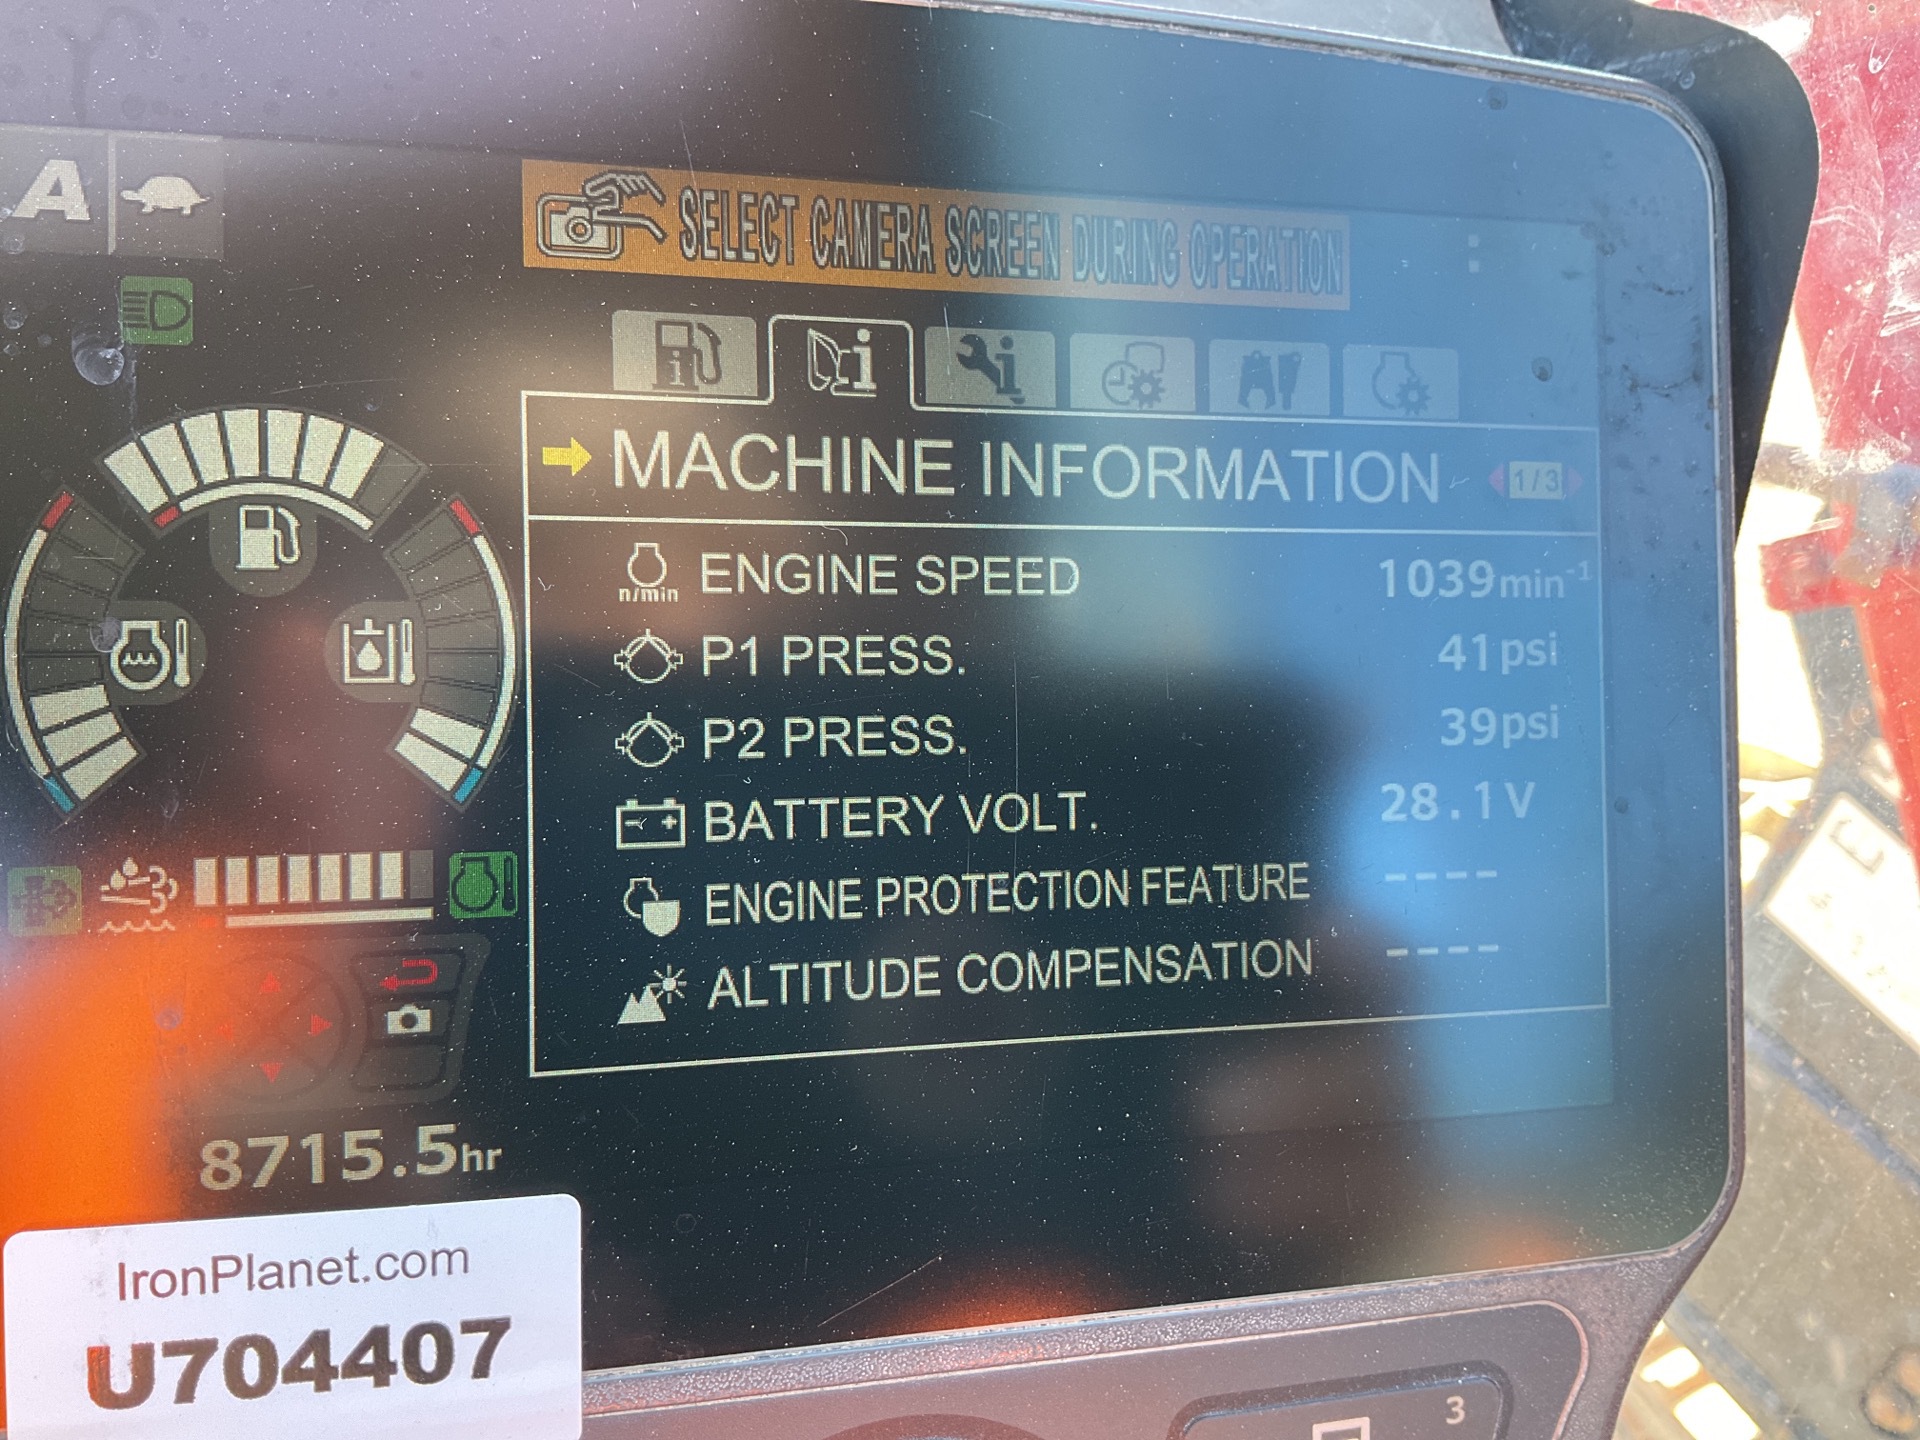 A
SELECT CAMERA SCREEN DURING OPERATION
:
MACHINE INFORMATION 1/3
n/min ENGINE SPEED 1039min⁻¹
P1 PRESS. 41psi
P2 PRESS. 39psi
BATTERY VOLT. 28.1V
ENGINE PROTECTION FEATURE ----
ALTITUDE COMPENSATION ----
8715.5hr
IronPlanet.com
U704407
3